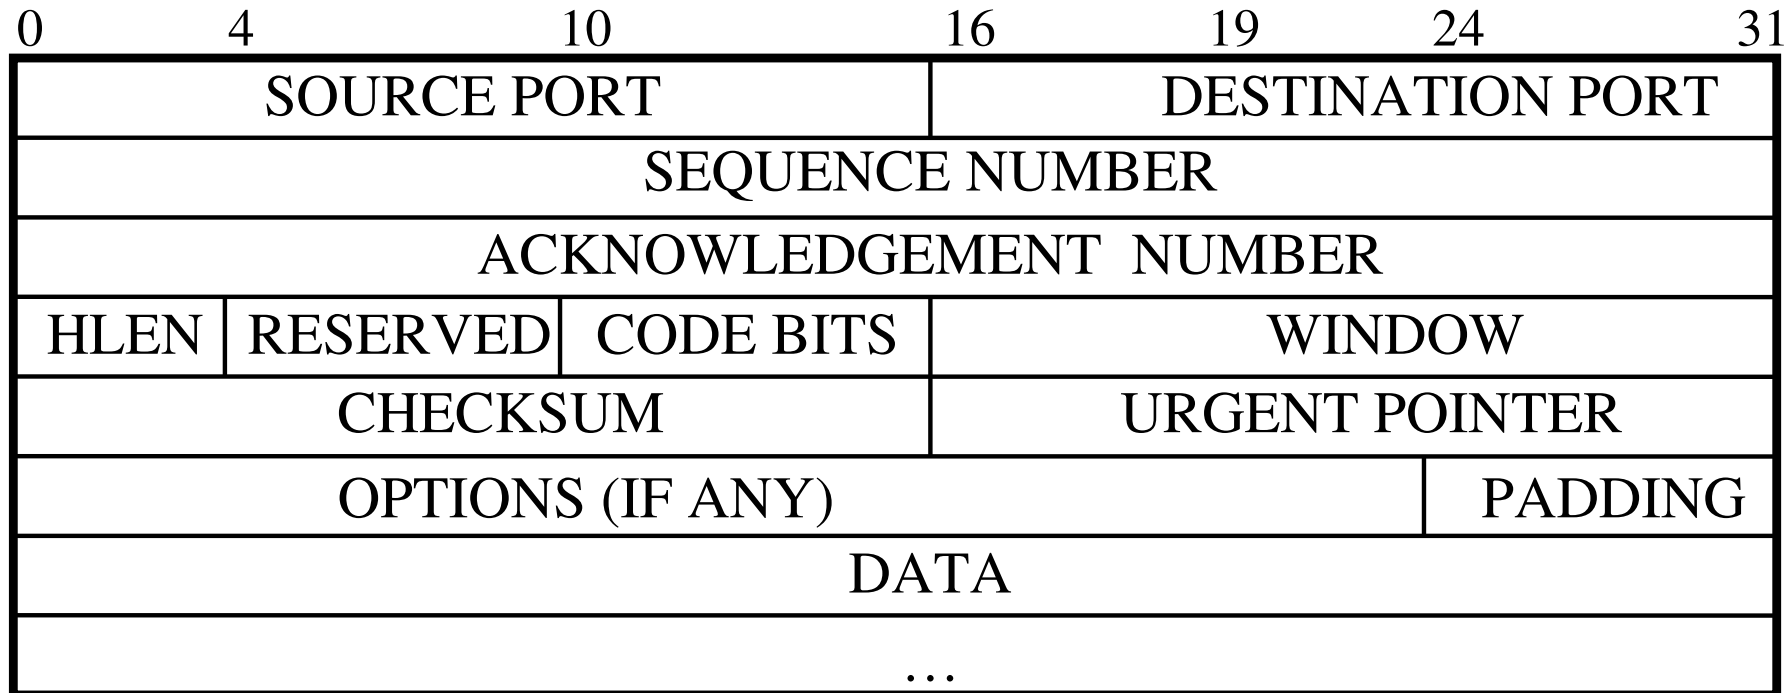 0 4 10 16 19 24 31
SOURCE PORT DESTINATION PORT
SEQUENCE NUMBER
ACKNOWLEDGEMENT NUMBER
HLEN RESERVED CODE BITS WINDOW
CHECKSUM URGENT POINTER
OPTIONS (IF ANY) PADDING
DATA
…